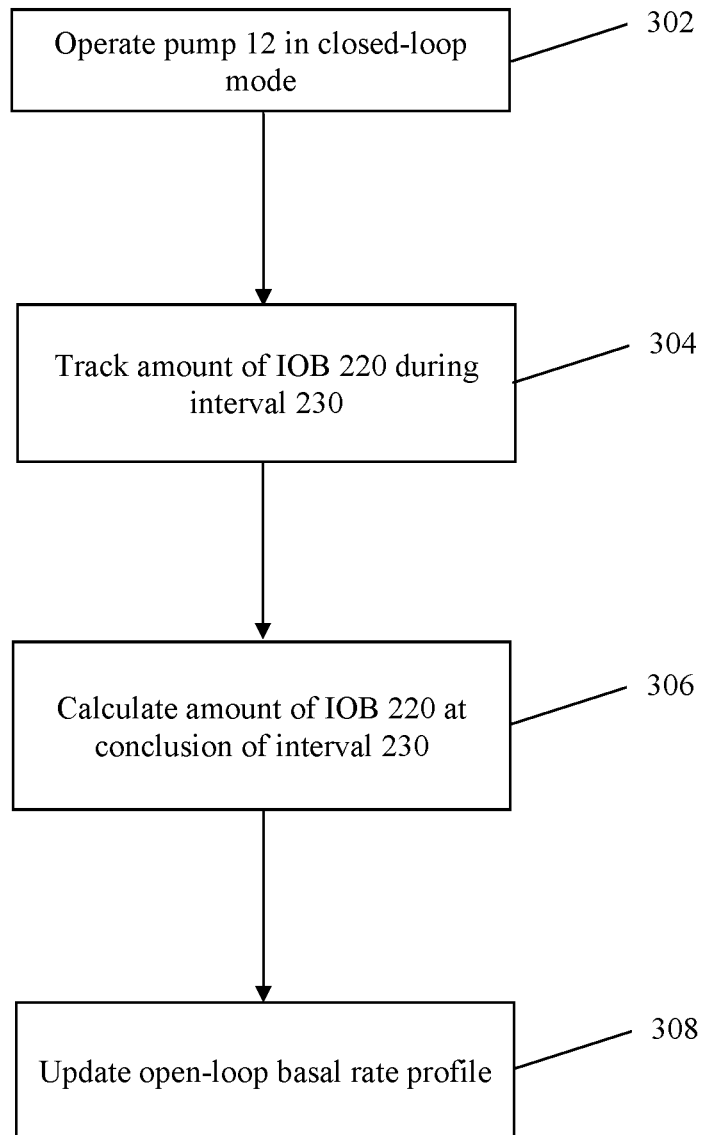 Operate pump 12 in closed-loop
mode
302
Track amount of IOB 220 during
interval 230
304
Calculate amount of IOB 220 at
conclusion of interval 230
306
Update open-loop basal rate profile
308